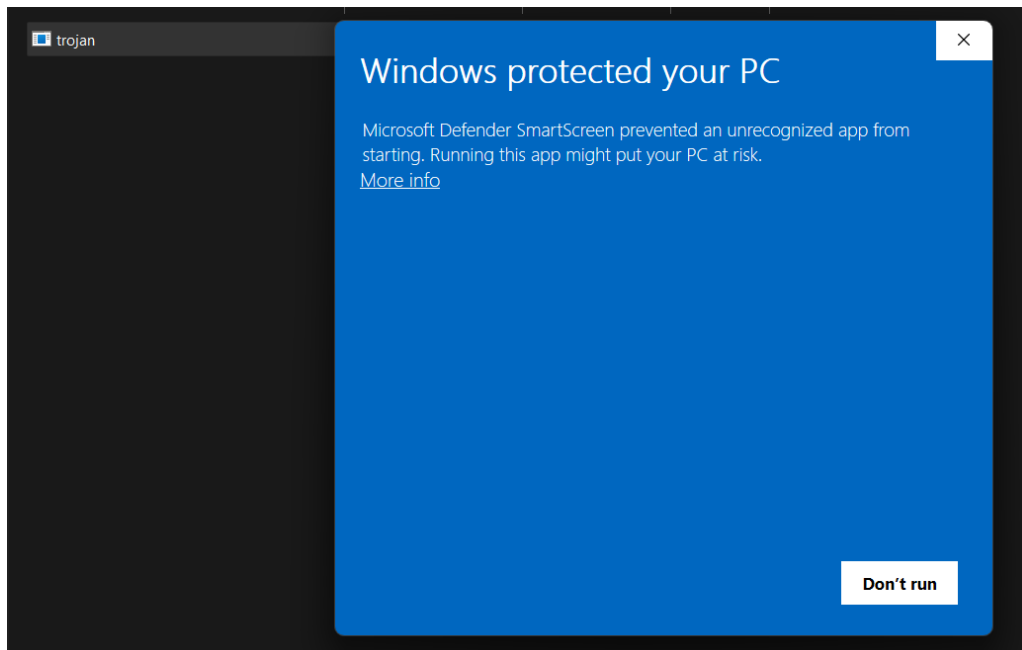 trojan
Windows protected your PC
Microsoft Defender SmartScreen prevented an unrecognized app from
starting. Running this app might put your PC at risk.
More info
Don’t run